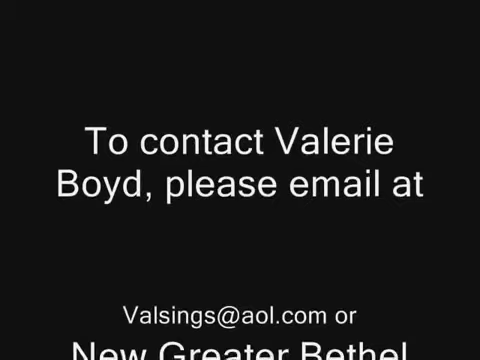 To contact Valerie
Boyd, please email at
Valsings@aol.com or
New Greater Bethel